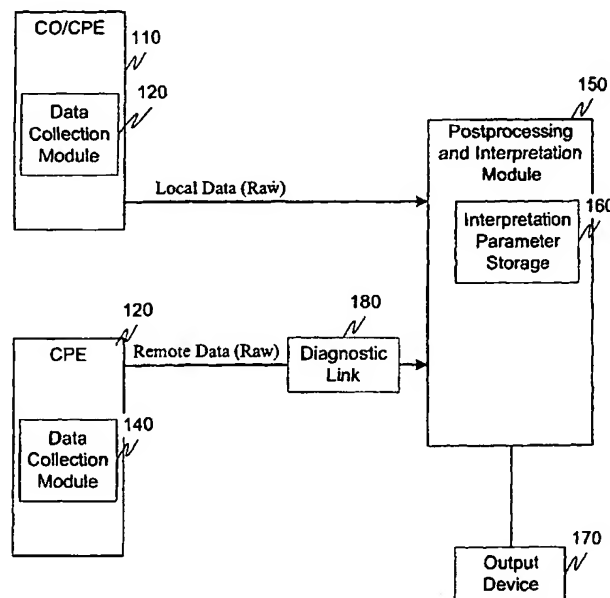 CO/CPE
110
120
Data
Collection
Module
Local Data (Raw)
150
Postprocessing
and Interpretation
Module
160
Interpretation
Parameter
Storage
120
CPE
Remote Data (Raw)
180
Diagnostic
Link
140
Data
Collection
Module
170
Output
Device